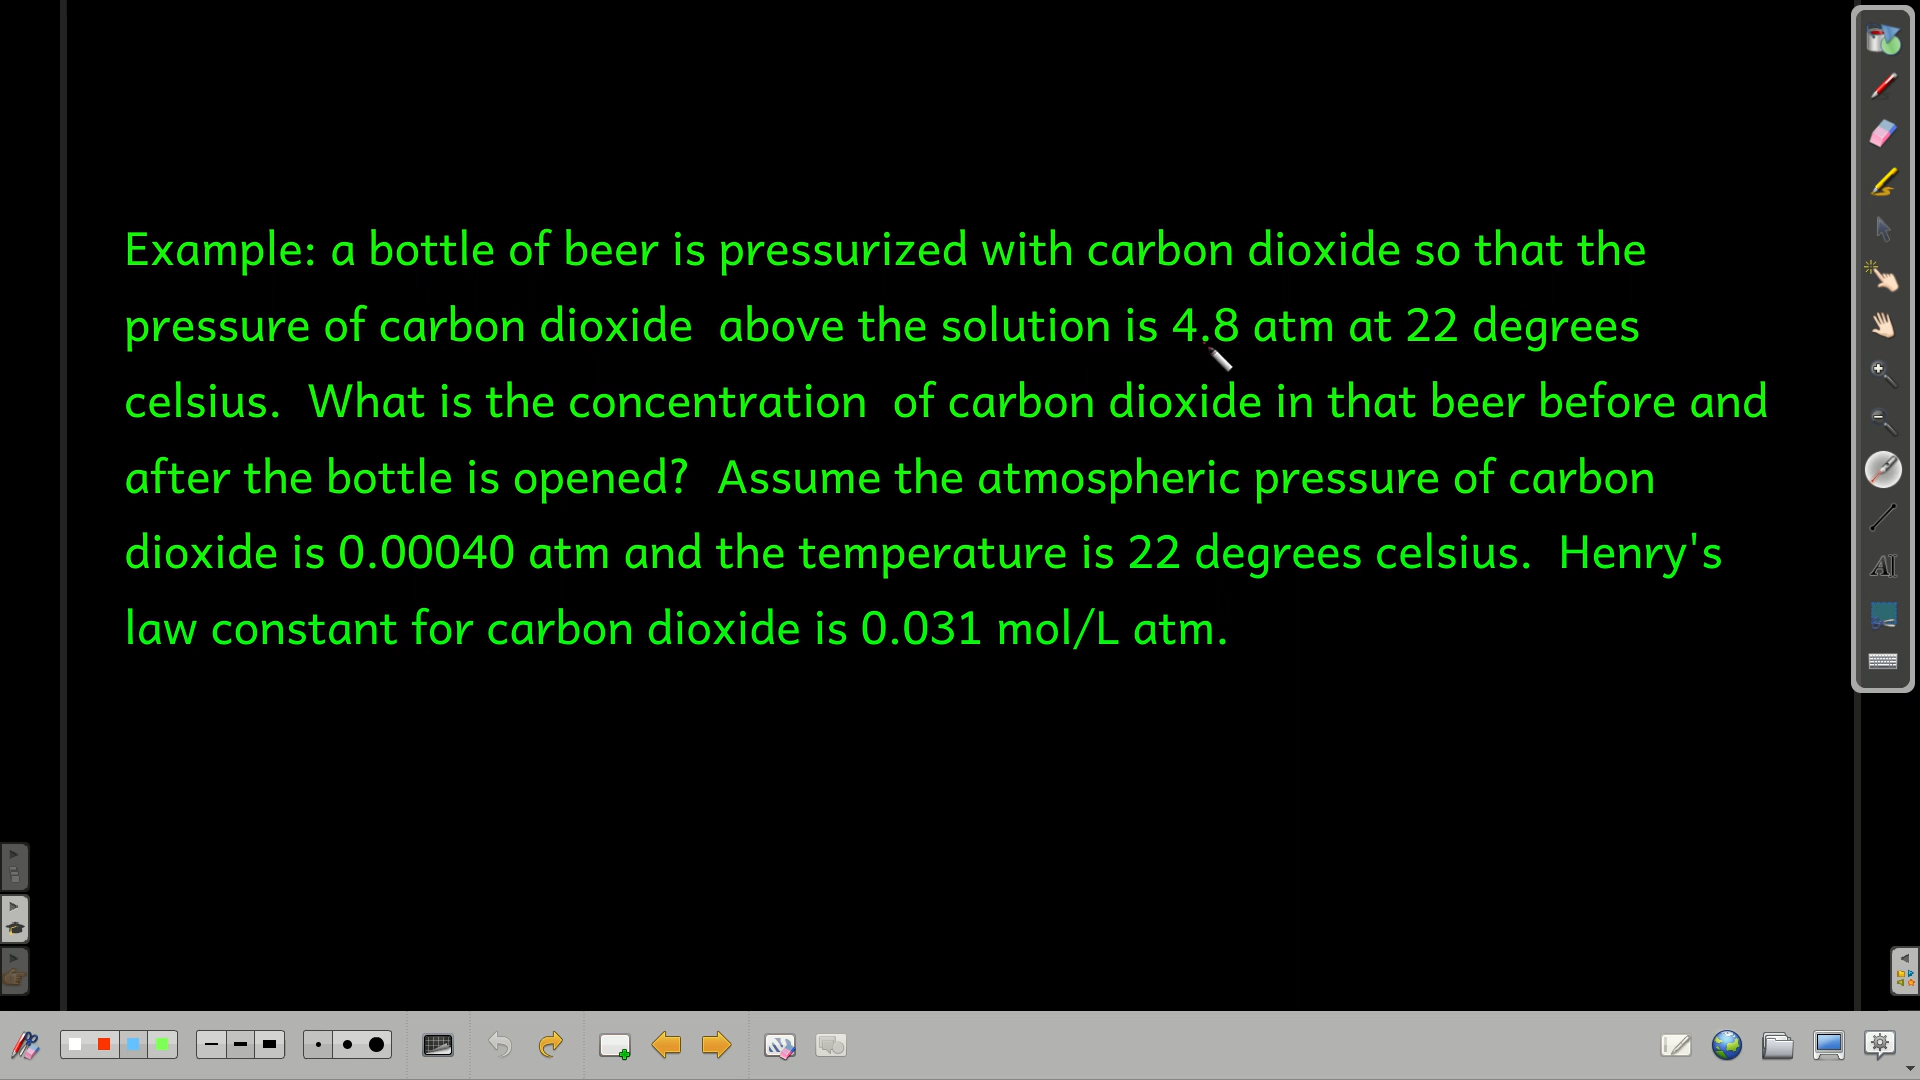 Example: a bottle of beer is pressurized with carbon dioxide so that the
pressure of carbon dioxide  above the solution is 4.8 atm at 22 degrees
celsius.  What is the concentration  of carbon dioxide in that beer before and
after the bottle is opened?  Assume the atmospheric pressure of carbon
dioxide is 0.00040 atm and the temperature is 22 degrees celsius.  Henry's
law constant for carbon dioxide is 0.031 mol/L atm.
AI